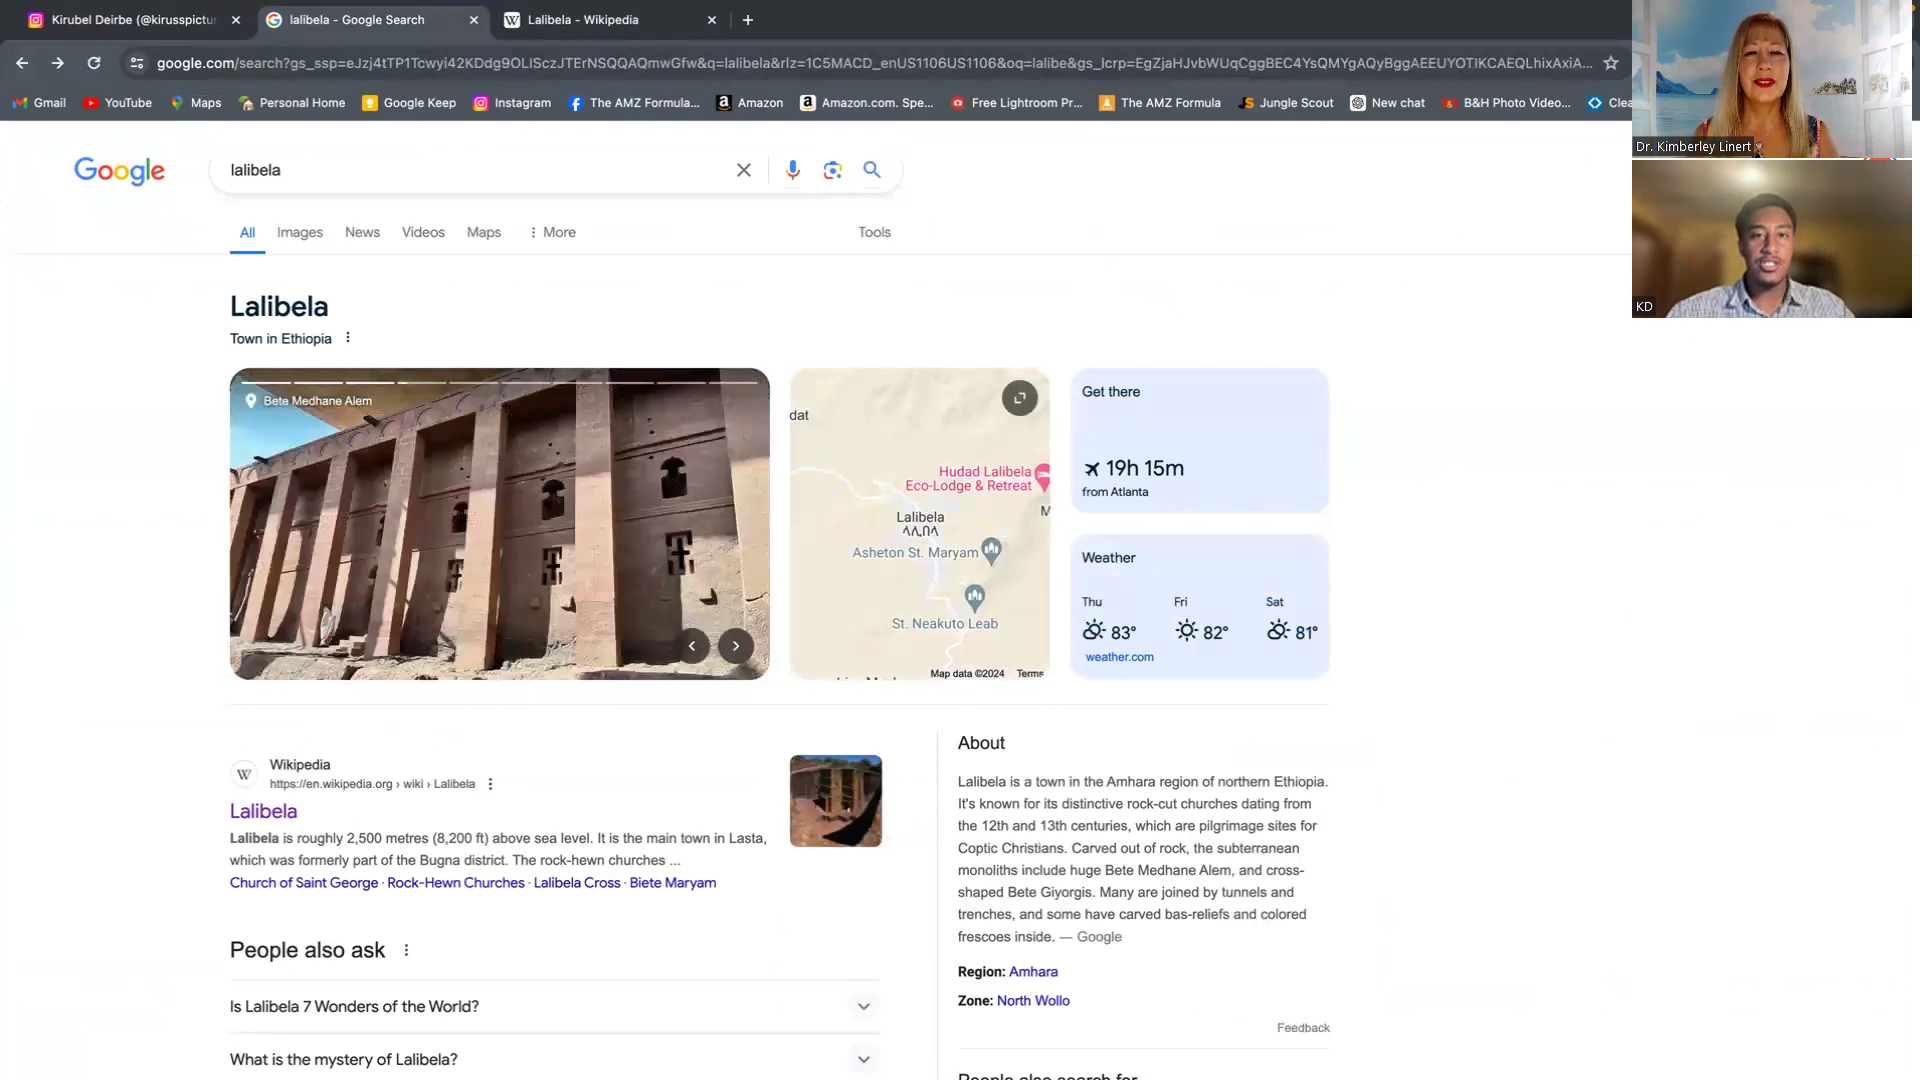 Kirubel Deirbe (@kirusspictur
lalibela - Google Search
Lalibela - Wikipedia
google.com/search?gs_ssp=eJzj4tTP1Tcwyi42KDdg9OLISczJTErNSQQAQmwGfw&q=lalibela&rlz=1C5MACD_enUS1106US1106&oq=lalibe&gs_lcrp=EgZjaHJvbWUqCggBEC4YsQMYgAQyBggAEEUYOTIKCAEQLhixAxiA...
Gmail
YouTube
Maps
Personal Home
Google Keep
Instagram
The AMZ Formula...
Amazon
Amazon.com. Spe...
Free Lightroom Pr...
The AMZ Formula
Jungle Scout
New chat
B&H Photo Video...
Clea
Dr. Kimberley Linert
KD
Google
lalibela
All
Images
News
Videos
Maps
More
Tools
Lalibela
Town in Ethiopia
Bete Medhane Alem
dat
Hudad Lalibela
Eco-Lodge & Retreat
M
Lalibela
ላሊበላ
Asheton St. Maryam
St. Neakuto Leab
Map data ©2024
Terms
Get there
19h 15m
from Atlanta
Weather
Thu
Fri
Sat
83°
82°
81°
weather.com
W
Wikipedia
https://en.wikipedia.org › wiki › Lalibela
Lalibela
Lalibela is roughly 2,500 metres (8,200 ft) above sea level. It is the main town in Lasta,
which was formerly part of the Bugna district. The rock-hewn churches ...
Church of Saint George · Rock-Hewn Churches · Lalibela Cross · Biete Maryam
People also ask
Is Lalibela 7 Wonders of the World?
What is the mystery of Lalibela?
About
Lalibela is a town in the Amhara region of northern Ethiopia.
It's known for its distinctive rock-cut churches dating from
the 12th and 13th centuries, which are pilgrimage sites for
Coptic Christians. Carved out of rock, the subterranean
monoliths include huge Bete Medhane Alem, and cross-
shaped Bete Giyorgis. Many are joined by tunnels and
trenches, and some have carved bas-reliefs and colored
frescoes inside. — Google
Region: Amhara
Zone: North Wollo
Feedback
People also search for